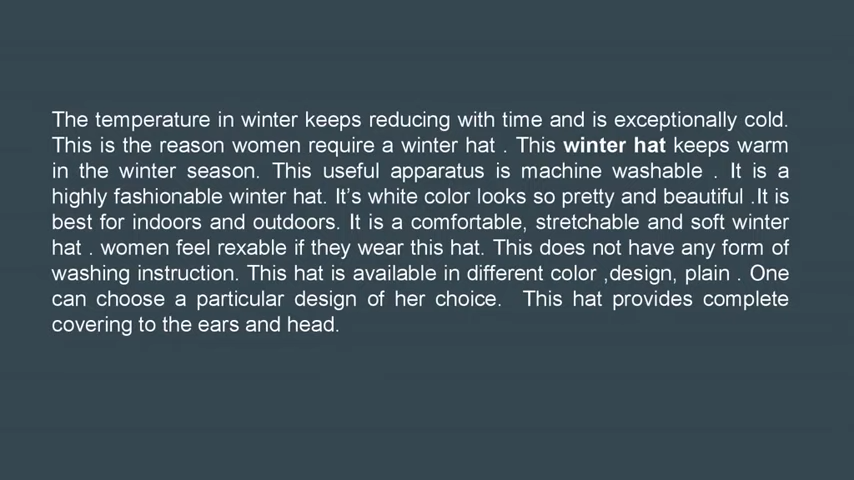 The temperature in winter keeps reducing with time and is exceptionally cold.
This is the reason women require a winter hat . This winter hat keeps warm
in the winter season. This useful apparatus is machine washable . It is a
highly fashionable winter hat. It’s white color looks so pretty and beautiful .It is
best for indoors and outdoors. It is a comfortable, stretchable and soft winter
hat . women feel rexable if they wear this hat. This does not have any form of
washing instruction. This hat is available in different color ,design, plain . One
can choose a particular design of her choice. This hat provides complete
covering to the ears and head.